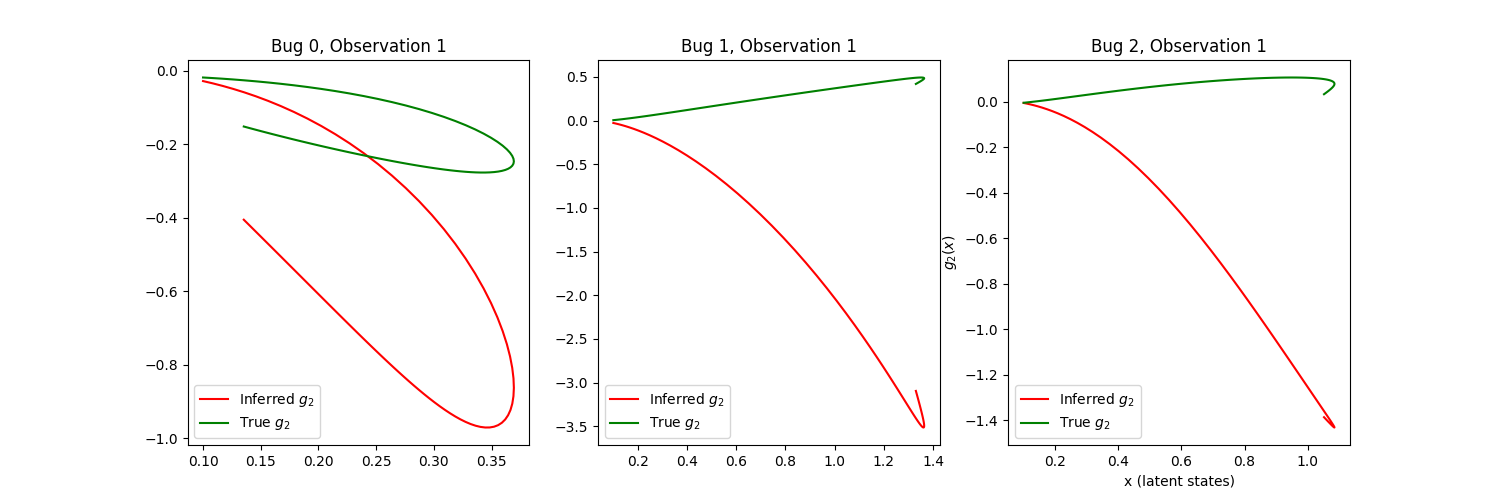 Bug 0, Observation 1
0.0
−0.2
−0.4
−0.6
−0.8
−1.0
0.10 0.15 0.20 0.25 0.30 0.35
Inferred g₂
True g₂
Bug 1, Observation 1
0.5
0.0
−0.5
−1.0
−1.5
−2.0
−2.5
−3.0
−3.5
0.2 0.4 0.6 0.8 1.0 1.2 1.4
Inferred g₂
True g₂
Bug 2, Observation 1
g₂(x)
0.0
−0.2
−0.4
−0.6
−0.8
−1.0
−1.2
−1.4
0.2 0.4 0.6 0.8 1.0
x (latent states)
Inferred g₂
True g₂